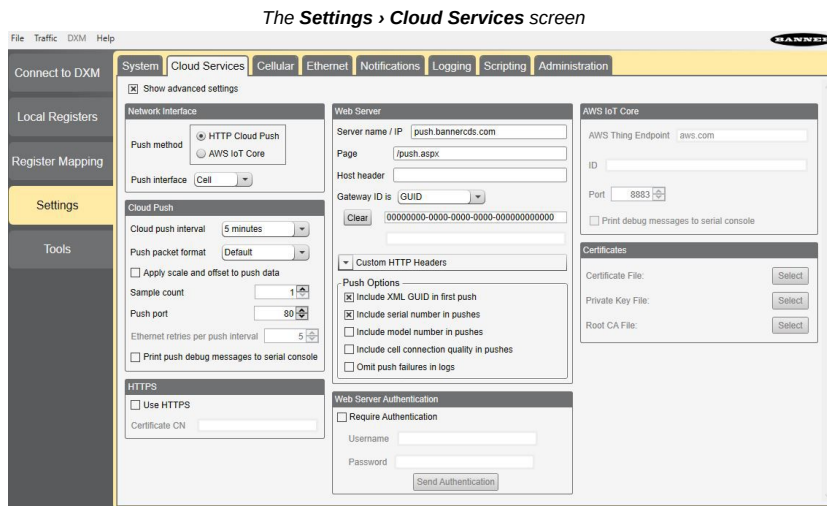 The Settings › Cloud Services screen
File Traffic DXM Help
BANNER
Connect to DXM
Local Registers
Register Mapping
Settings
Tools
System Cloud Services Cellular Ethernet Notifications Logging Scripting Administration
Show advanced settings
Network Interface
Push method
HTTP Cloud Push
AWS IoT Core
Push interface Cell
Cloud Push
Cloud push interval 5 minutes
Push packet format Default
Apply scale and offset to push data
Sample count 1
Push port 80
Ethernet retries per push interval 5
Print push debug messages to serial console
HTTPS
Use HTTPS
Certificate CN
Web Server
Server name / IP push.bannercds.com
Page /push.aspx
Host header
Gateway ID is GUID
Clear 00000000-0000-0000-0000-000000000000
Custom HTTP Headers
Push Options
Include XML GUID in first push
Include serial number in pushes
Include model number in pushes
Include cell connection quality in pushes
Omit push failures in logs
Web Server Authentication
Require Authentication
Username
Password
Send Authentication
AWS IoT Core
AWS Thing Endpoint aws.com
ID
Port 8883
Print debug messages to serial console
Certificates
Certificate File: Select
Private Key File: Select
Root CA File: Select